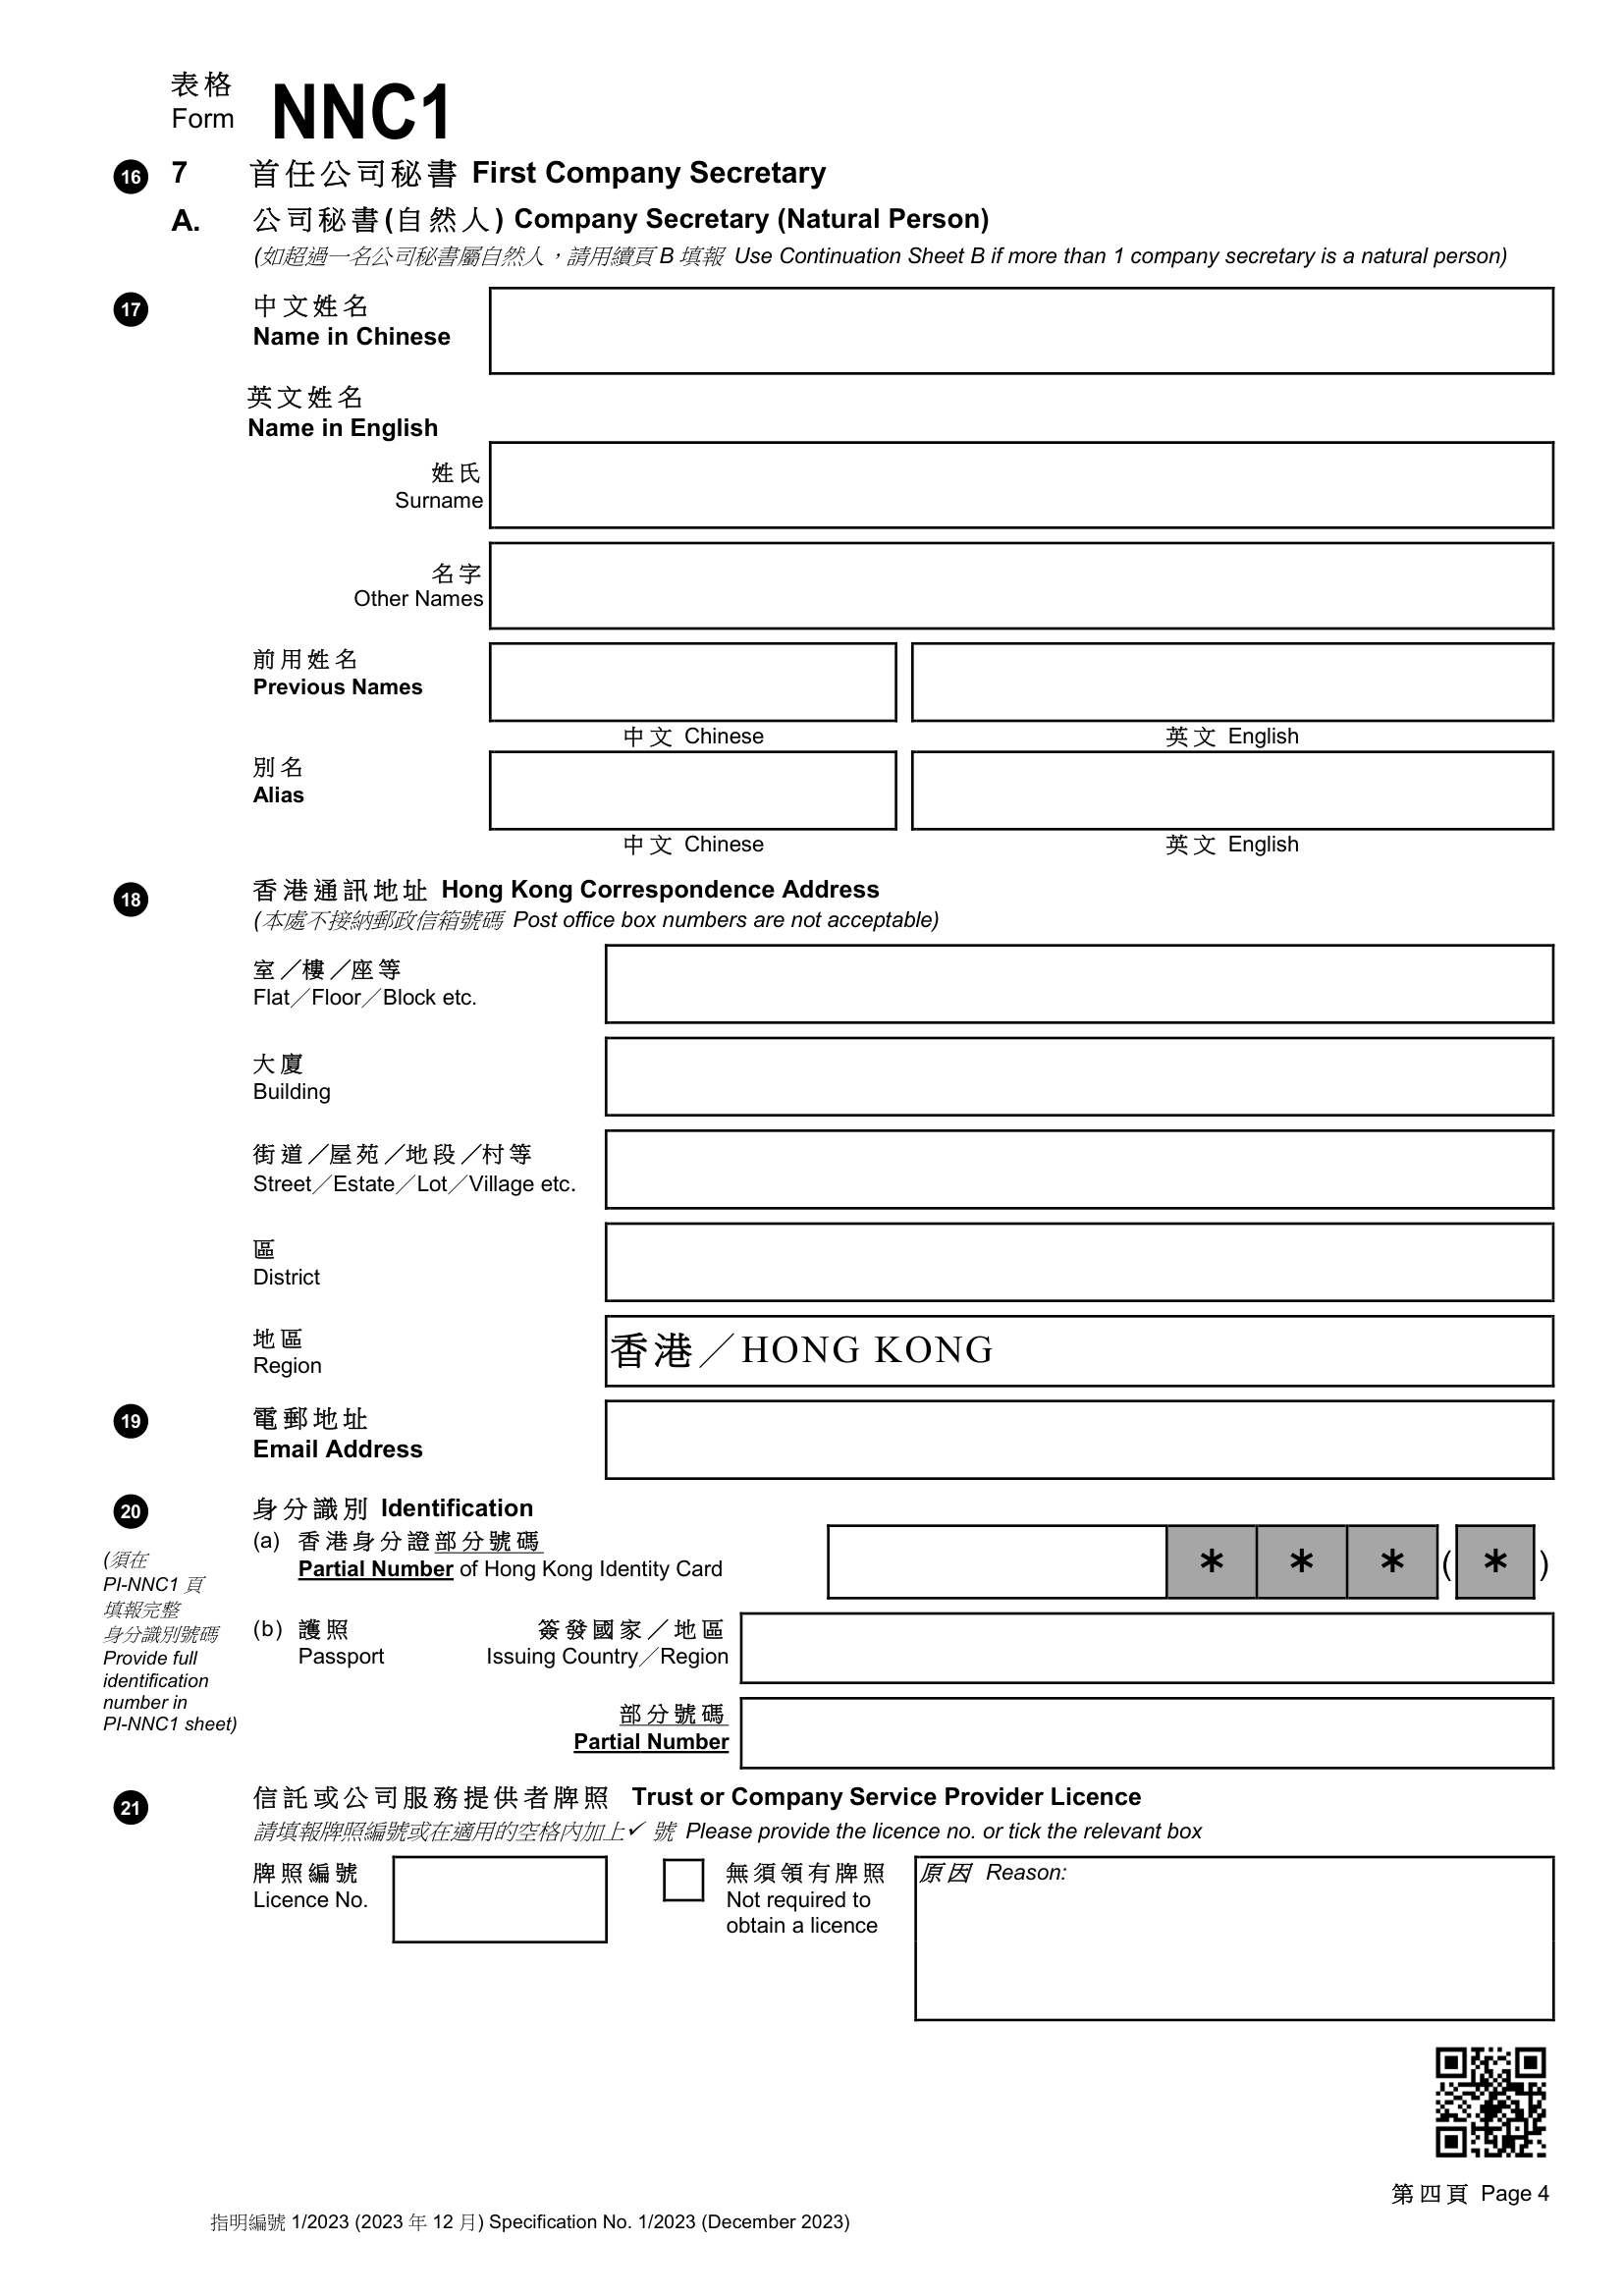 表格
Form NNC1
16 7 首任公司秘書 First Company Secretary
A. 公司秘書(自然人) Company Secretary (Natural Person)
(如超過一名公司秘書屬自然人，請用續頁 B 填報 Use Continuation Sheet B if more than 1 company secretary is a natural person)
17 中文姓名
Name in Chinese
英文姓名
Name in English
姓氏
Surname
名字
Other Names
前用姓名
Previous Names
中文 Chinese 英文 English
別名
Alias
中文 Chinese 英文 English
18 香港通訊地址 Hong Kong Correspondence Address
(本處不接納郵政信箱號碼 Post office box numbers are not acceptable)
室／樓／座等
Flat／Floor／Block etc.
大廈
Building
街道／屋苑／地段／村等
Street／Estate／Lot／Village etc.
區
District
地區
Region
香港／HONG KONG
19 電郵地址
Email Address
20 身分識別 Identification
(須在
PI-NNC1 頁
填報完整
身分識別號碼
Provide full
identification
number in
PI-NNC1 sheet)
(a) 香港身分證部分號碼
Partial Number of Hong Kong Identity Card
* * * ( * )
(b) 護照 簽發國家／地區
Passport Issuing Country／Region
部分號碼
Partial Number
21 信託或公司服務提供者牌照 Trust or Company Service Provider Licence
請填報牌照編號或在適用的空格內加上✓ 號 Please provide the licence no. or tick the relevant box
牌照編號
Licence No.
無須領有牌照
Not required to
obtain a licence
原因 Reason:
第四頁 Page 4
指明編號 1/2023 (2023 年 12 月) Specification No. 1/2023 (December 2023)